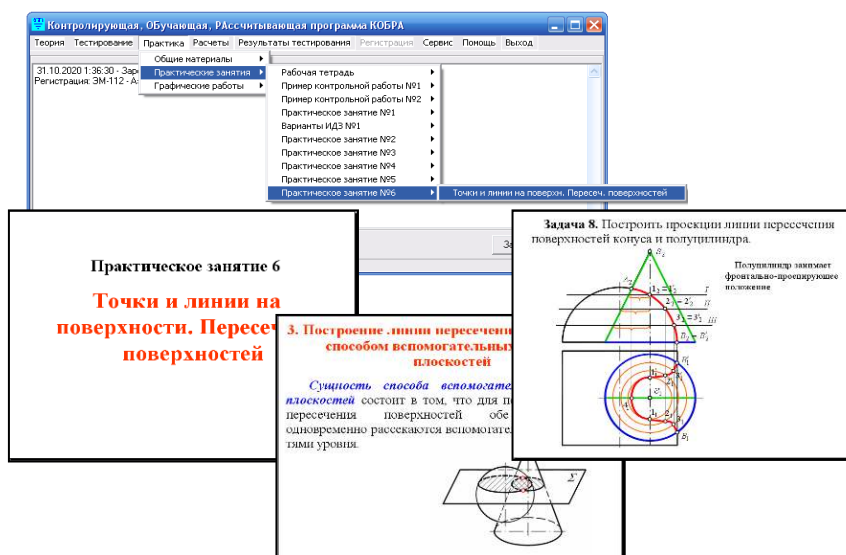 Контролирующая, ОБучающая, РАссчитывающая программа КОБРА
Теория Тестирование Практика Расчеты Результаты тестирования Регистрация Сервис Помощь Выход
Общие материалы
Практические занятия
Графические работы
31.10.2020 1:36:30 - Заре
Регистрация: ЭМ-112 - А
Рабочая тетрадь
Пример контрольной работы №1
Пример контрольной работы №2
Практическое занятие №1
Варианты ИДЗ №1
Практическое занятие №2
Практическое занятие №3
Практическое занятие №4
Практическое занятие №5
Практическое занятие №6
Точки и линии на поверхн. Пересеч. поверхностей
За
Практическое занятие 6
Точки и линии на
поверхности. Пересеч
поверхностей
3. Построение линии пересечени
способом вспомогательных
плоскостей
Сущность способа вспомогате
плоскостей состоит в том, что для по
пересечения поверхностей обе
одновременно рассекаются вспомогател
тями уровня.
Σ
Задача 8. Построить проекции линии пересечения
поверхностей конуса и полуцилиндра.
Полуцилиндр занимает
фронтально-проецирующее
положение
I
II
III